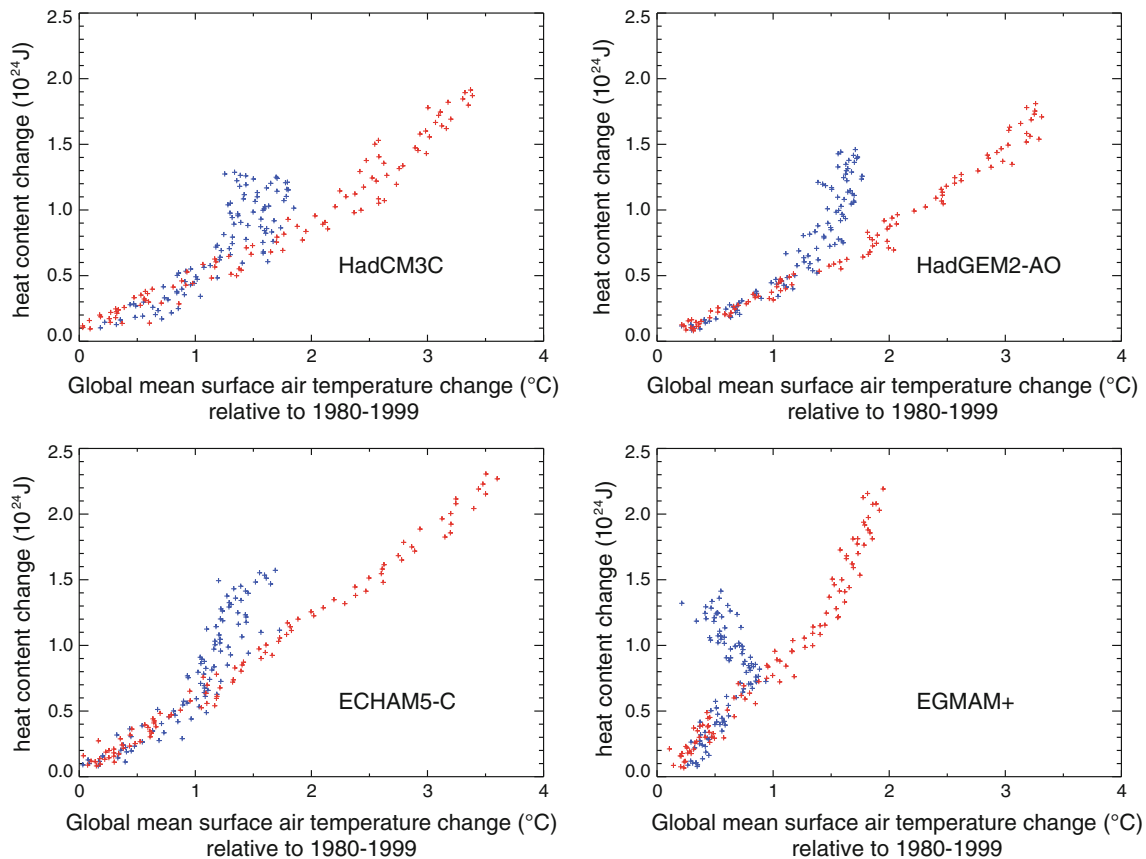 heat content change (10²⁴J)
2.5
2.0
1.5
1.0
0.5
0.0
HadCM3C
0 1 2 3 4
Global mean surface air temperature change (°C)
relative to 1980-1999
heat content change (10²⁴J)
2.5
2.0
1.5
1.0
0.5
0.0
HadGEM2-AO
0 1 2 3 4
Global mean surface air temperature change (°C)
relative to 1980-1999
heat content change (10²⁴J)
2.5
2.0
1.5
1.0
0.5
0.0
ECHAM5-C
0 1 2 3 4
Global mean surface air temperature change (°C)
relative to 1980-1999
heat content change (10²⁴J)
2.5
2.0
1.5
1.0
0.5
0.0
EGMAM+
0 1 2 3 4
Global mean surface air temperature change (°C)
relative to 1980-1999